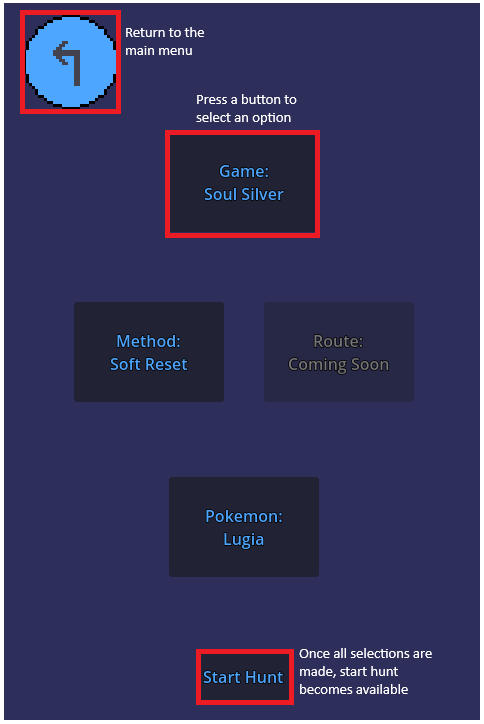 Return to the
main menu
Press a button to
select an option
Game:
Soul Silver
Method:
Soft Reset
Route:
Coming Soon
Pokemon:
Lugia
Start Hunt
Once all selections are
made, start hunt
becomes available